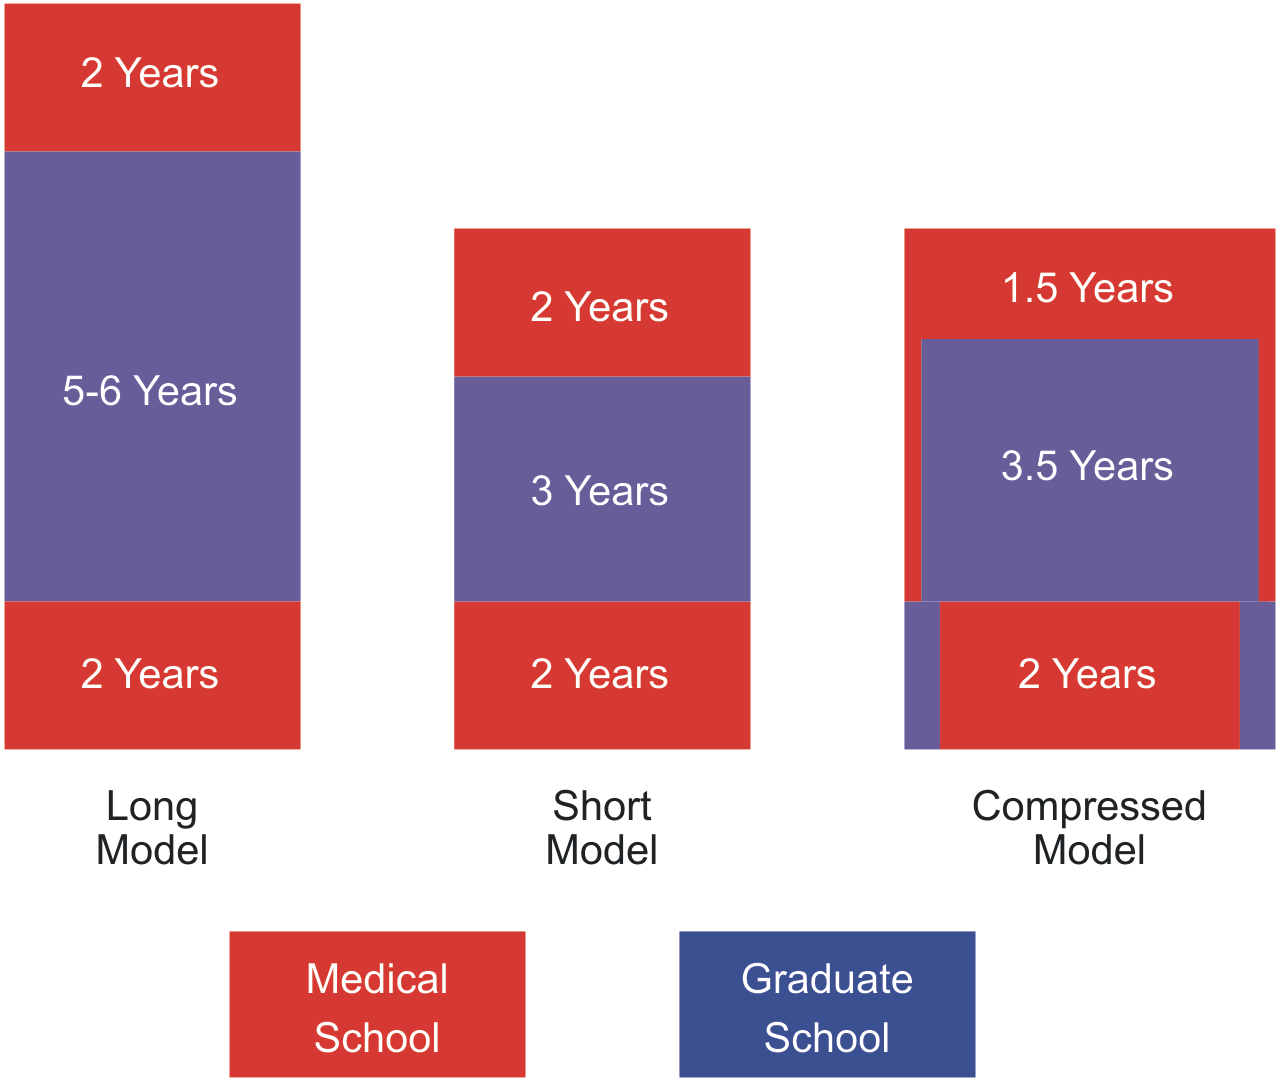 2 Years
5-6 Years
2 Years
Long
Model
2 Years
3 Years
2 Years
Short
Model
1.5 Years
3.5 Years
2 Years
Compressed
Model
Medical
School
Graduate
School